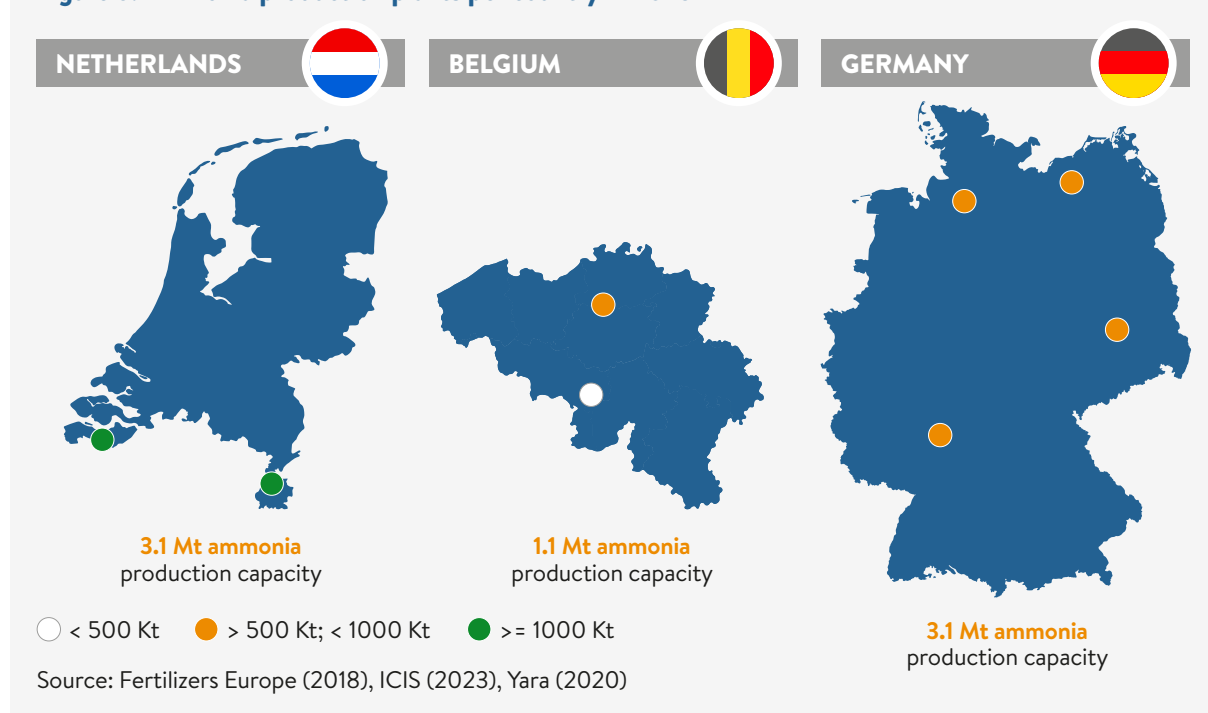 NETHERLANDS
BELGIUM
GERMANY
3.1 Mt ammonia
production capacity
1.1 Mt ammonia
production capacity
3.1 Mt ammonia
production capacity
< 500 Kt
> 500 Kt; < 1000 Kt
>= 1000 Kt
Source: Fertilizers Europe (2018), ICIS (2023), Yara (2020)